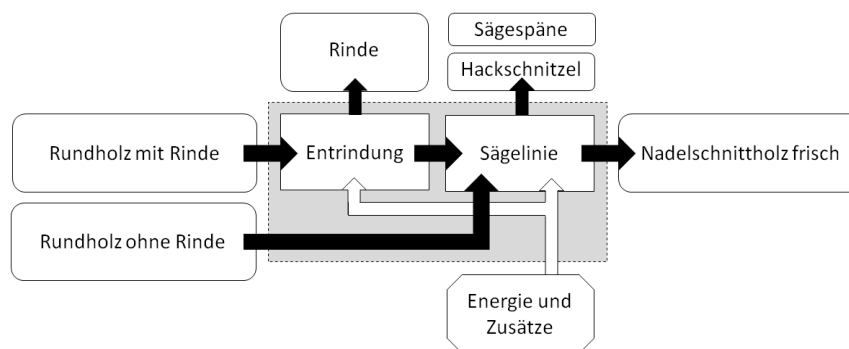 Sägespäne
Rinde
Hackschnitzel
Rundholz mit Rinde
Entrindung
Sägelinie
Nadelschnittholz frisch
Rundholz ohne Rinde
Energie und
Zusätze